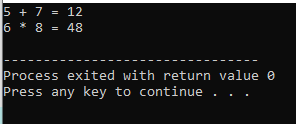 5 + 7 = 12
6 * 8 = 48
--------------------------------
Process exited with return value 0
Press any key to continue . . .